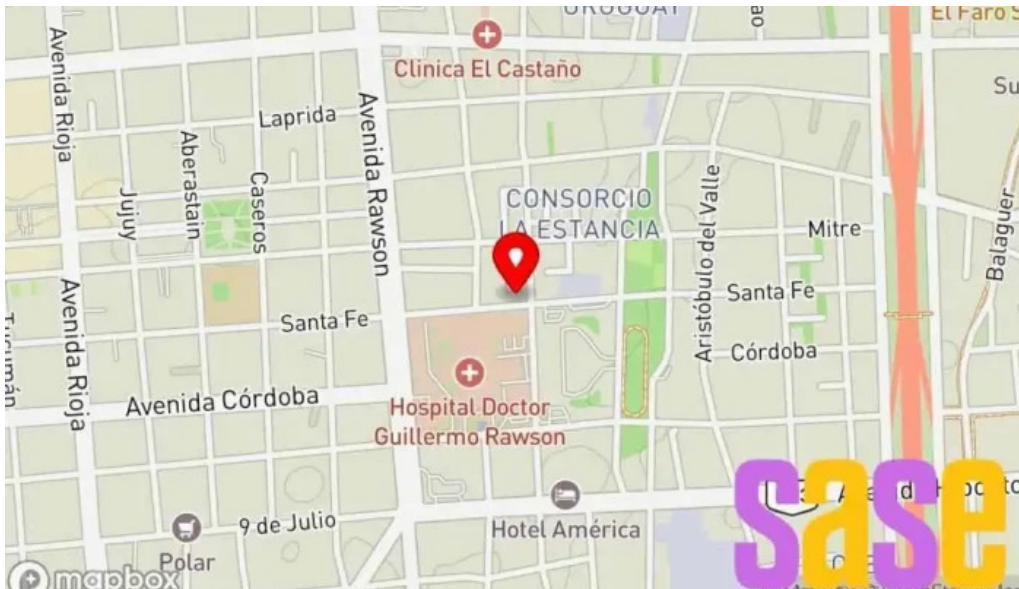 URUGUAY
El Faro S
Clinica El Castaño
Avenida Rioja
Laprida
Avenida Rawson
Aberastain
Caseros
Jujuy
CONSORCIO
LA ESTANCIA
Aristóbulo del Valle
Mitre
Balaguer
Su
Santa Fe
Santa Fe
Avenida Rioja
Tucumán
Córdoba
Avenida Córdoba
Hospital Doctor
Guillermo Rawson
9 de Julio
Hotel América
Polar
sase
mapbox